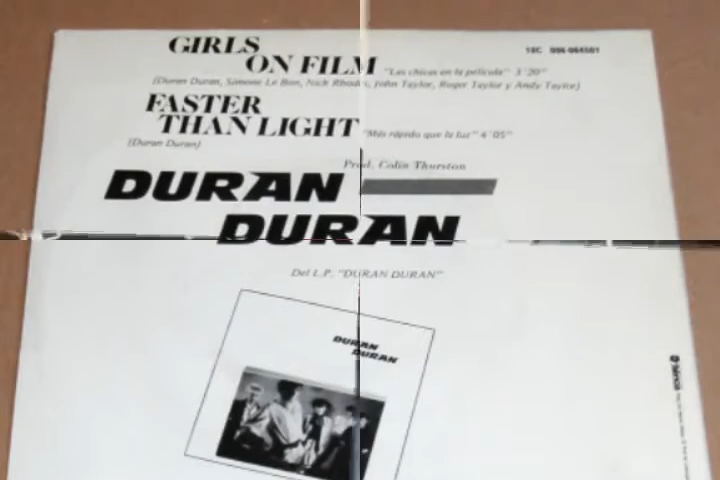 GIRLS
ON FILM "Las chicas en la película" 3'20"
10C 006-064501
(Duran Duran, Simone Le Bon, Nick Rhodes, John Taylor, Roger Taylor y Andy Taylor)
FASTER
THAN LIGHT "Más rápido que la luz" 4'05"
(Duran Duran)
Prod. Colin Thurston
DURAN
DURAN
Del L.P. "DURAN DURAN"
DURAN
DURAN